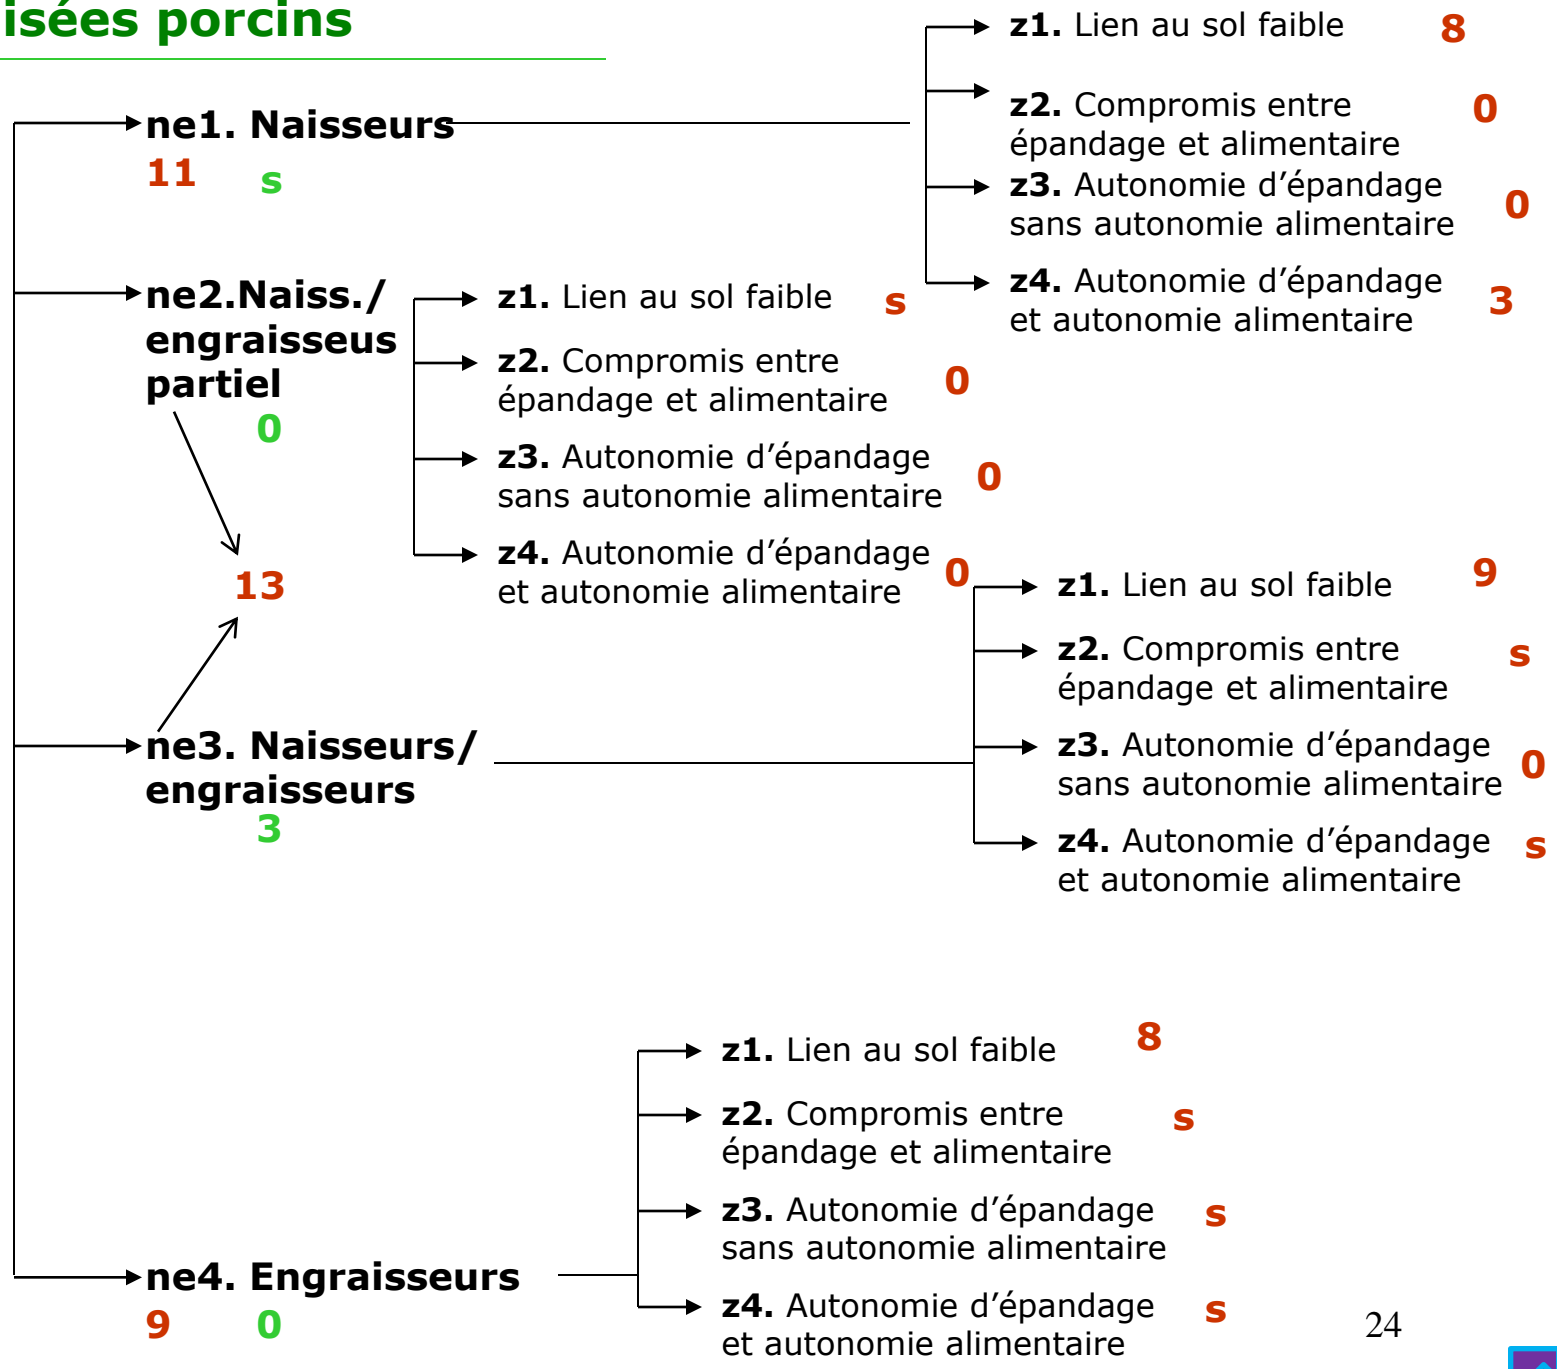 isées porcins
ne1. Naisseurs
11 s
z1. Lien au sol faible 8
z2. Compromis entre 0
épandage et alimentaire
z3. Autonomie d’épandage 0
sans autonomie alimentaire
z4. Autonomie d’épandage 3
et autonomie alimentaire
ne2.Naiss./
engraisseus
partiel
0
z1. Lien au sol faible s
z2. Compromis entre 0
épandage et alimentaire
z3. Autonomie d’épandage 0
sans autonomie alimentaire
z4. Autonomie d’épandage 0
et autonomie alimentaire
13
ne3. Naisseurs/
engraisseurs
3
z1. Lien au sol faible 9
z2. Compromis entre s
épandage et alimentaire
z3. Autonomie d’épandage 0
sans autonomie alimentaire
z4. Autonomie d’épandage s
et autonomie alimentaire
ne4. Engraisseurs
9 0
z1. Lien au sol faible 8
z2. Compromis entre s
épandage et alimentaire
z3. Autonomie d’épandage s
sans autonomie alimentaire
z4. Autonomie d’épandage s
et autonomie alimentaire
24